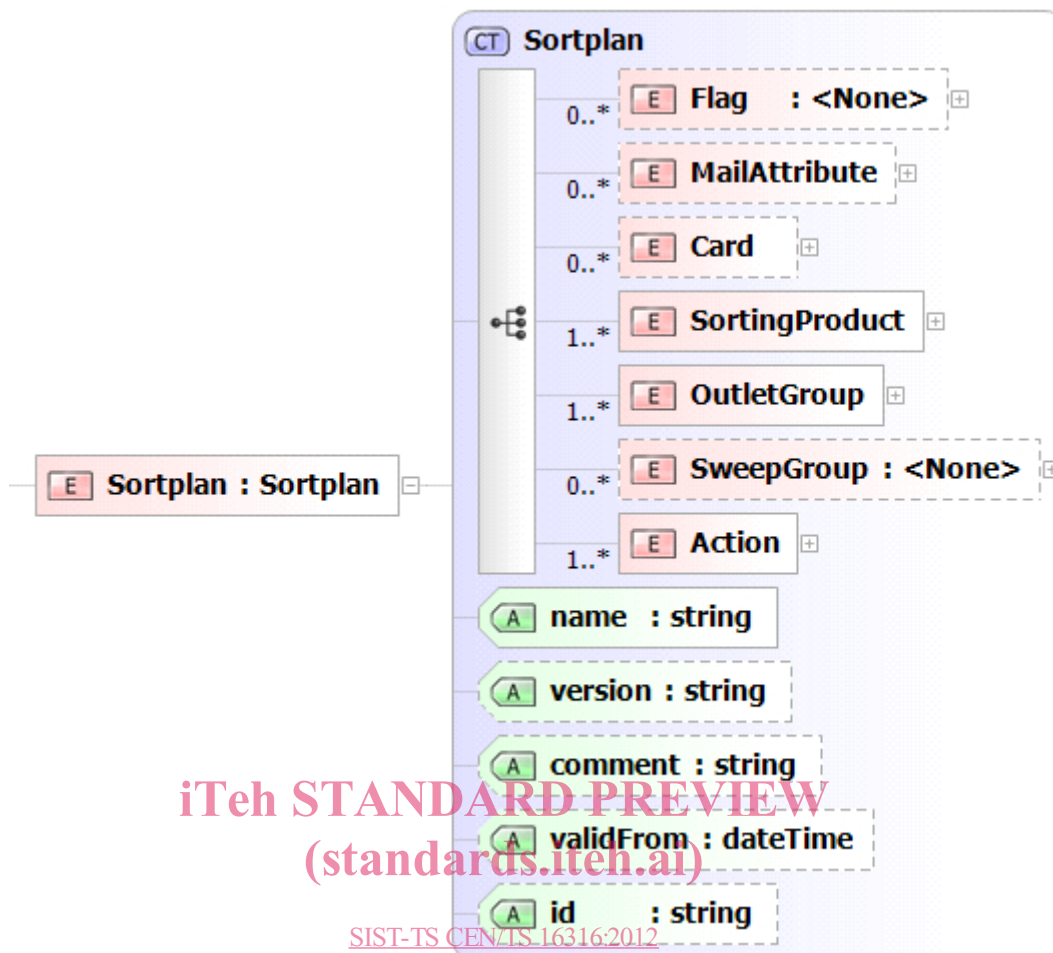 CT Sortplan
E Flag : <None>
0..*
E MailAttribute
0..*
E Card
0..*
E SortingProduct
1..*
E OutletGroup
1..*
E SweepGroup : <None>
0..*
E Sortplan : Sortplan
E Action
1..*
A name : string
A version : string
A comment : string
iTeh STANDARD PREVIEW
A validFrom : dateTime
(standards.iteh.ai)
A id : string
SIST-TS CEN/TS 16316:2012